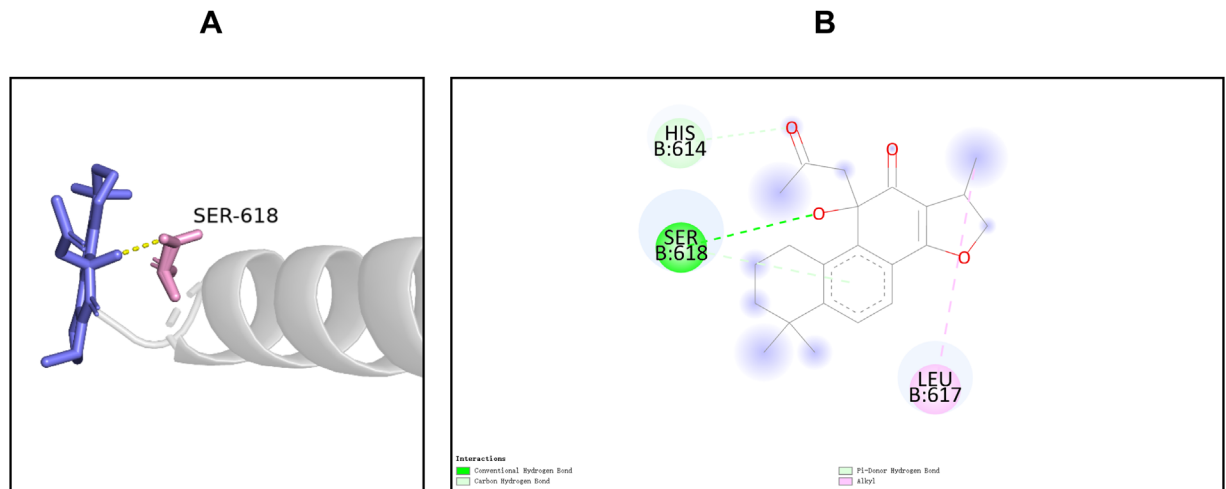 A
B
SER-618
HIS
B:614
O
O
O
SER
B:618
O
LEU
B:617
Interactions
Conventional Hydrogen Bond
Carbon Hydrogen Bond
Pi-Donor Hydrogen Bond
Alkyl